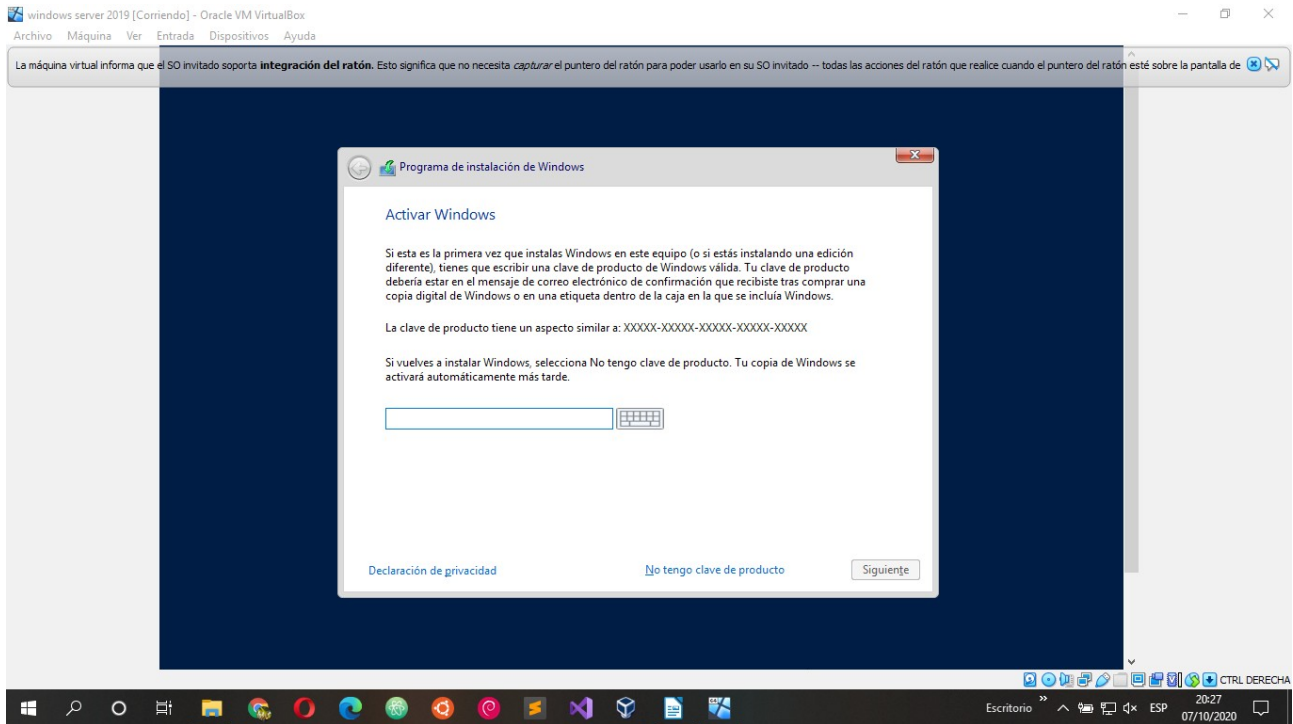 windows server 2019 [Corriendo] - Oracle VM VirtualBox
Archivo Máquina Ver Entrada Dispositivos Ayuda
La máquina virtual informa que el SO invitado soporta integración del ratón. Esto significa que no necesita capturar el puntero del ratón para poder usarlo en su SO invitado -- todas las acciones del ratón que realice cuando el puntero del ratón esté sobre la pantalla de
Programa de instalación de Windows
Activar Windows
Si esta es la primera vez que instalas Windows en este equipo (o si estás instalando una edición
diferente), tienes que escribir una clave de producto de Windows válida. Tu clave de producto
debería estar en el mensaje de correo electrónico de confirmación que recibiste tras comprar una
copia digital de Windows o en una etiqueta dentro de la caja en la que se incluía Windows.
La clave de producto tiene un aspecto similar a: XXXXX-XXXXX-XXXXX-XXXXX-XXXXX
Si vuelves a instalar Windows, selecciona No tengo clave de producto. Tu copia de Windows se
activará automáticamente más tarde.
Declaración de privacidad
No tengo clave de producto
Siguiente
CTRL DERECHA
Escritorio
ESP
20:27
07/10/2020